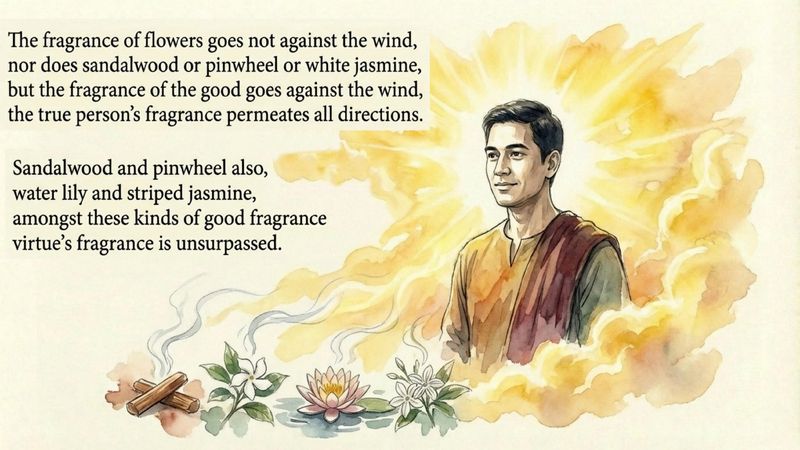 The fragrance of flowers goes not against the wind,
nor does sandalwood or pinwheel or white jasmine,
but the fragrance of the good goes against the wind,
the true person’s fragrance permeates all directions.
Sandalwood and pinwheel also,
water lily and striped jasmine,
amongst these kinds of good fragrance
virtue’s fragrance is unsurpassed.